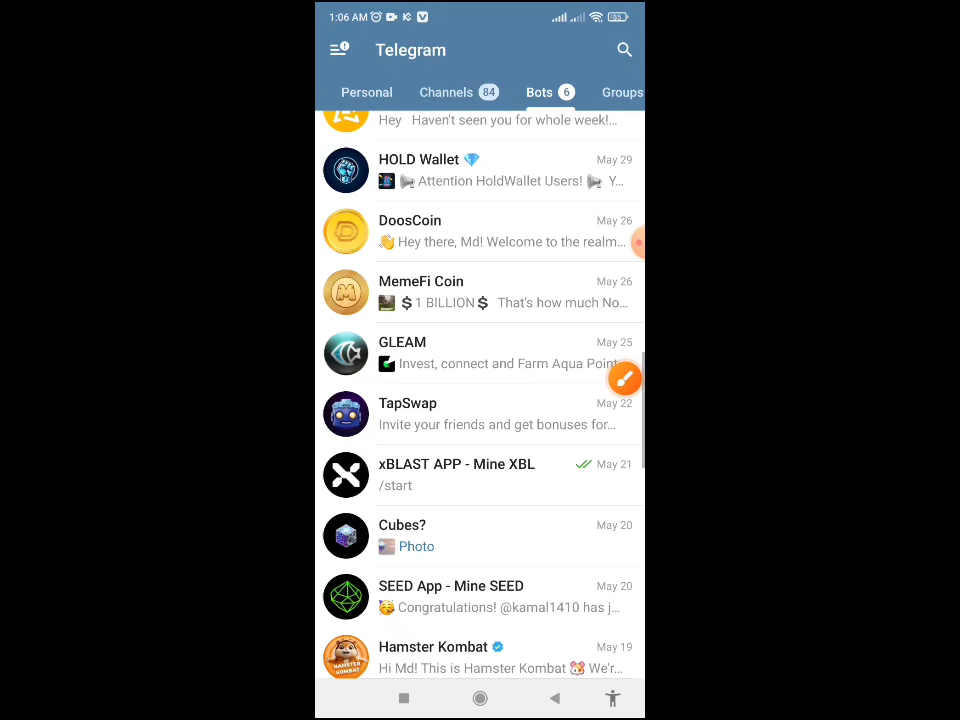 1:06 AM
85
Telegram
Personal Channels 84 Bots 6 Groups
Hey Haven't seen you for whole week!...
HOLD Wallet 💎 May 29
📢 Attention HoldWallet Users! 📢 Y...
DoosCoin May 26
👋 Hey there, Md! Welcome to the realm...
MemeFi Coin May 26
💲1 BILLION💲 That's how much No...
GLEAM May 25
Invest, connect and Farm Aqua Poin
TapSwap May 22
Invite your friends and get bonuses for...
xBLAST APP - Mine XBL May 21
/start
Cubes? May 20
Photo
SEED App - Mine SEED May 20
🥳 Congratulations! @kamal1410 has j...
Hamster Kombat May 19
HAMSTER KOMBAT
Hi Md! This is Hamster Kombat 🐹 We'r...